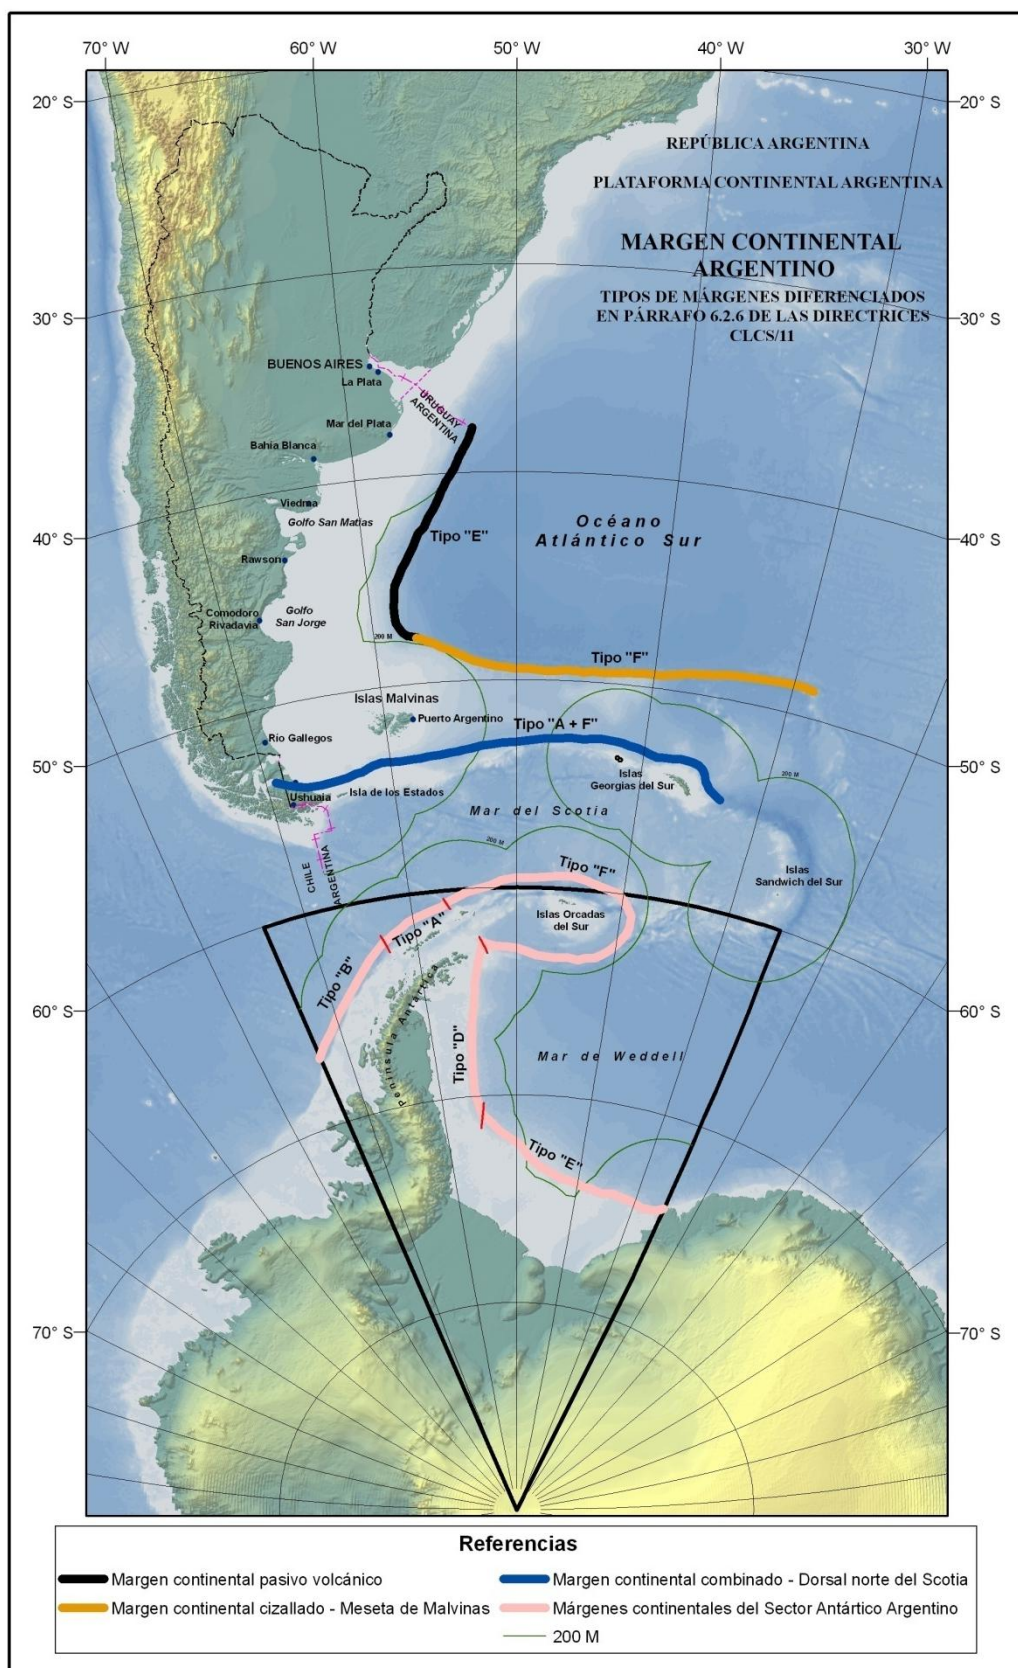 70° W
60° W
50° W
40° W
30° W
20° S
20° S
REPÚBLICA ARGENTINA
PLATAFORMA CONTINENTAL ARGENTINA
MARGEN CONTINENTAL
ARGENTINO
TIPOS DE MÁRGENES DIFERENCIADOS
EN PÁRRAFO 6.2.6 DE LAS DIRECTRICES
CLCS/11
30° S
30° S
BUENOS AIRES
La Plata
URUGUAY
ARGENTINA
Mar del Plata
Bahía Blanca
Viedma
Golfo San Matías
Océano
Atlántico Sur
Tipo "E"
40° S
40° S
Rawson
Comodoro
Rivadavia
Golfo
San Jorge
200 M
Tipo "F"
Islas Malvinas
Puerto Argentino
Tipo "A + F"
Río Gallegos
50° S
50° S
200 M
Islas
Georgias del Sur
Ushuaia
Isla de los Estados
Mar del Scotia
200 M
CHILE
ARGENTINA
Tipo "F"
Islas
Sandwich del Sur
Tipo "A"
Islas Orcadas
del Sur
Tipo "B"
Península Antártica
60° S
60° S
Tipo "D"
Mar de Weddell
Tipo "E"
70° S
70° S
Referencias
Margen continental pasivo volcánico
Margen continental combinado - Dorsal norte del Scotia
Margen continental cizallado - Meseta de Malvinas
Márgenes continentales del Sector Antártico Argentino
200 M